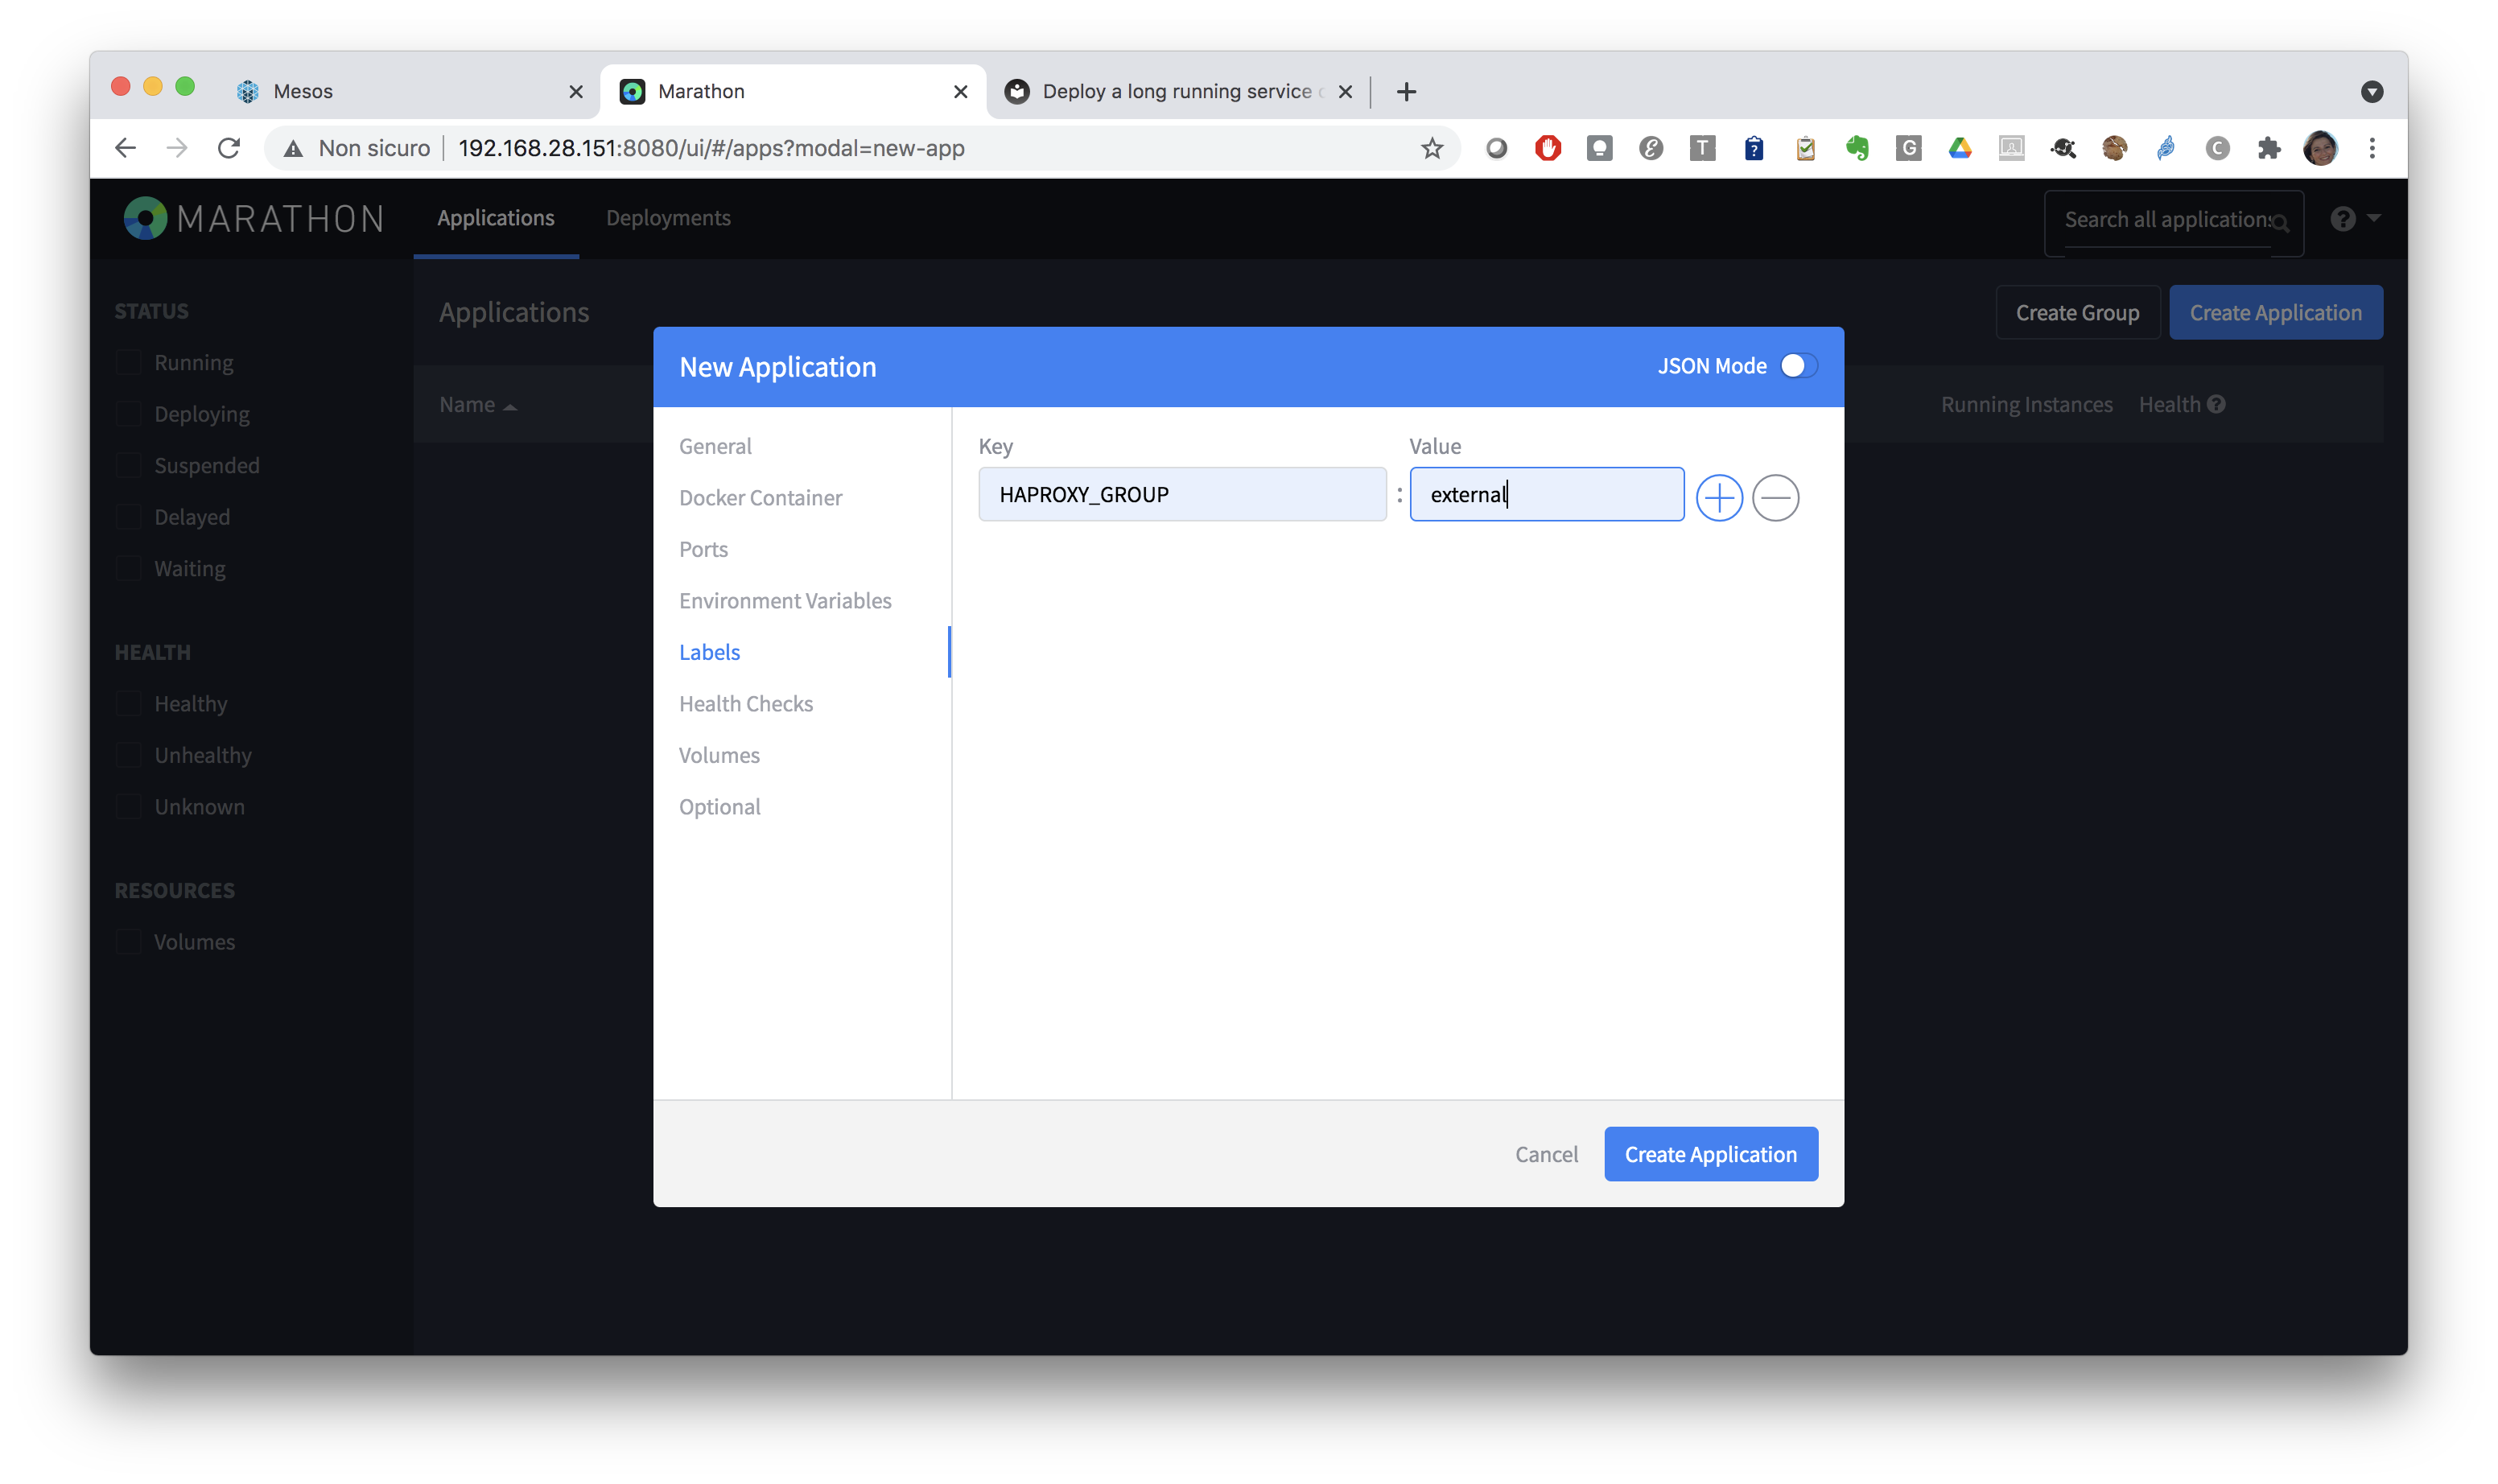 Mesos
Marathon
Deploy a long running service
Non sicuro
192.168.28.151:8080/ui/#/apps?modal=new-app
MARATHON
Applications
Deployments
Search all applications
STATUS
Running
Deploying
Suspended
Delayed
Waiting
HEALTH
Healthy
Unhealthy
Unknown
RESOURCES
Volumes
Applications
Create Group
Create Application
Name
Running Instances
Health
New Application
JSON Mode
General
Docker Container
Ports
Environment Variables
Labels
Health Checks
Volumes
Optional
Key
Value
HAPROXY_GROUP
:
external
Cancel
Create Application